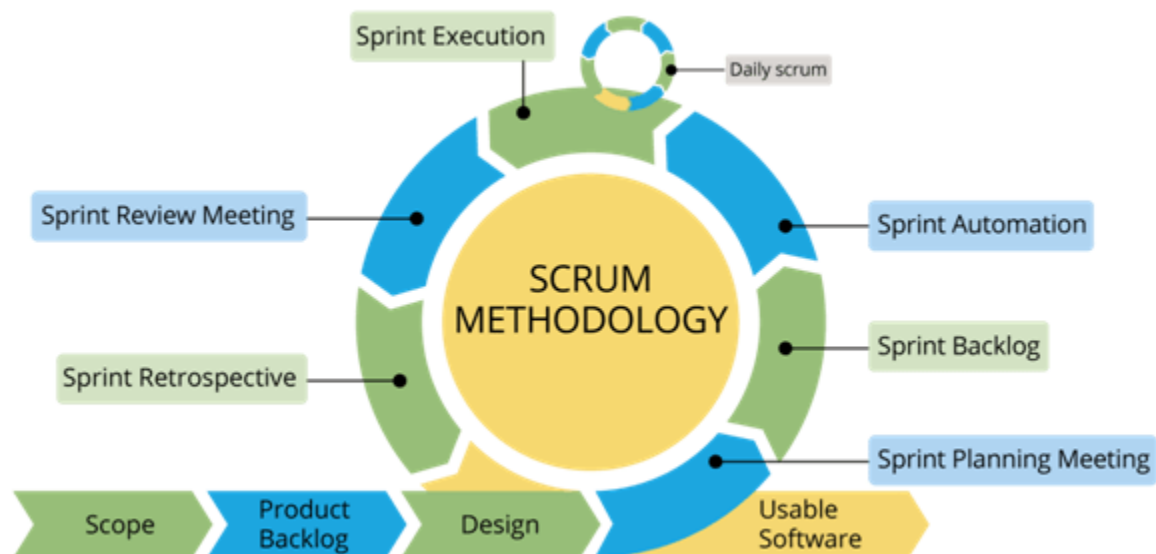 Sprint Execution
Daily scrum
Sprint Review Meeting
Sprint Automation
SCRUM
METHODOLOGY
Sprint Backlog
Sprint Retrospective
Sprint Planning Meeting
Scope
Product
Backlog
Design
Usable
Software